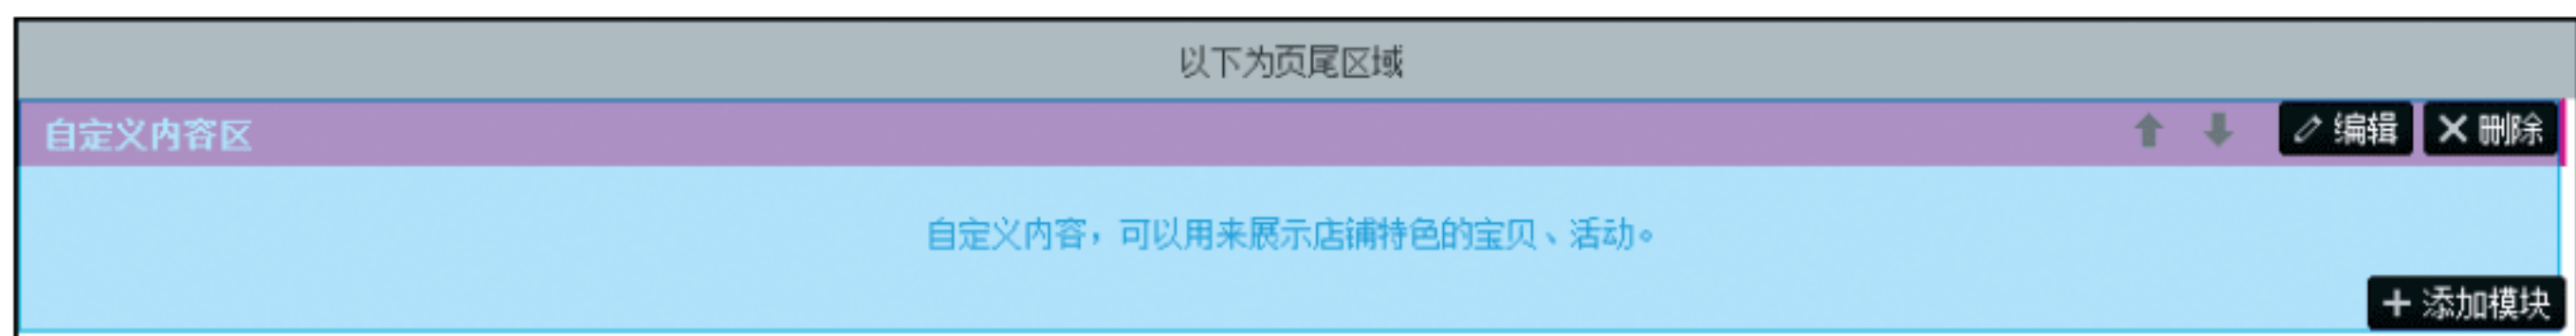 以下为页尾区域
自定义内容区 编辑 删除
自定义内容，可以用来展示店铺特色的宝贝、活动。
添加模块